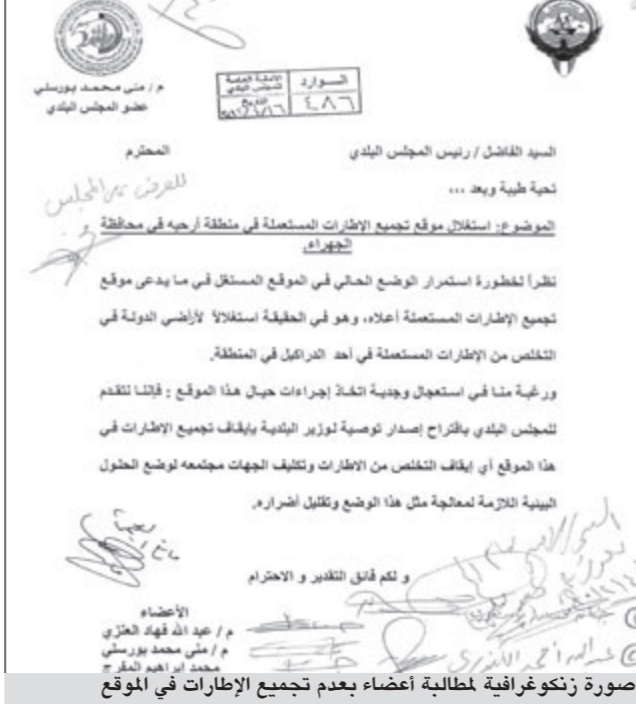 م / منى محمد بورسلي
عضو المجلس البلدي
الـــوارد
الأمانة العامة
للمجلس البلدي
٤٨٦
التاريخ
السيد الفاضل / رئيس المجلس البلدي المحترم
تحية طيبة وبعد ...
للعرض المجلس
الموضوع: استغلال موقع تجميع الإطارات المستعملة في منطقة أرحيه في محافظة
الجهراء.
نظراً لخطورة استمرار الوضع الحالي في الموقع المستغل في ما يدعى موقع
تجميع الإطارات المستعملة أعلاه، وهو في الحقيقة استغلالاً لأراضي الدولة في
التخلص من الإطارات المستعملة في أحد الدراكيل في المنطقة.
ورغبة منا في استعجال وجدية اتخاذ إجراءات حيال هذا الموقع : فإننا نتقدم
للمجلس البلدي باقتراح إصدار توصية لوزير البلدية بإيقاف تجميع الإطارات في
هذا الموقع أي إيقاف التخلص من الاطارات وتكليف الجهات مجتمعه لوضع الحلول
البيئية اللازمة لمعالجة مثل هذا الوضع وتقليل أضراره.
و لكم فائق التقدير و الاحترام
الأعضاء
م / عبد الله فهاد العنزي
م / منى محمد بورسلي
محمد ابراهيم المفرج
صورة زنكوغرافية لمطالبة أعضاء بعدم تجميع الإطارات في الموقع